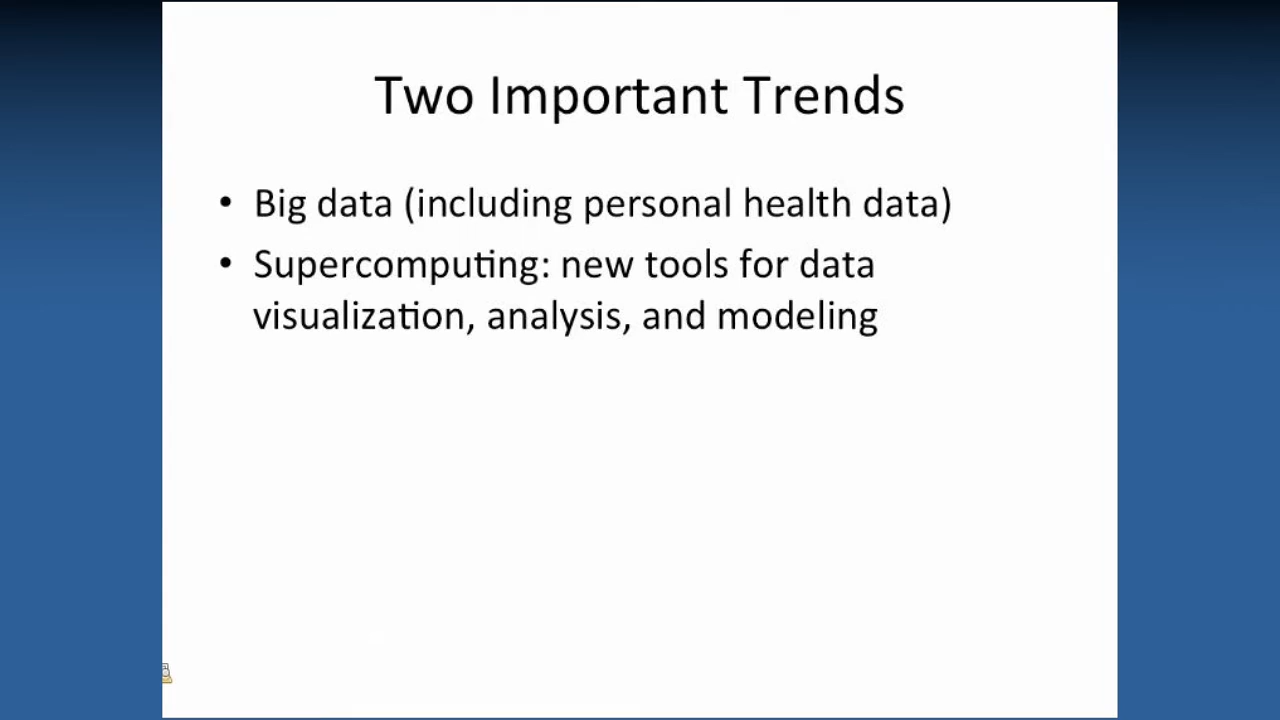 Two Important Trends
• Big data (including personal health data)
• Supercomputing: new tools for data
visualization, analysis, and modeling